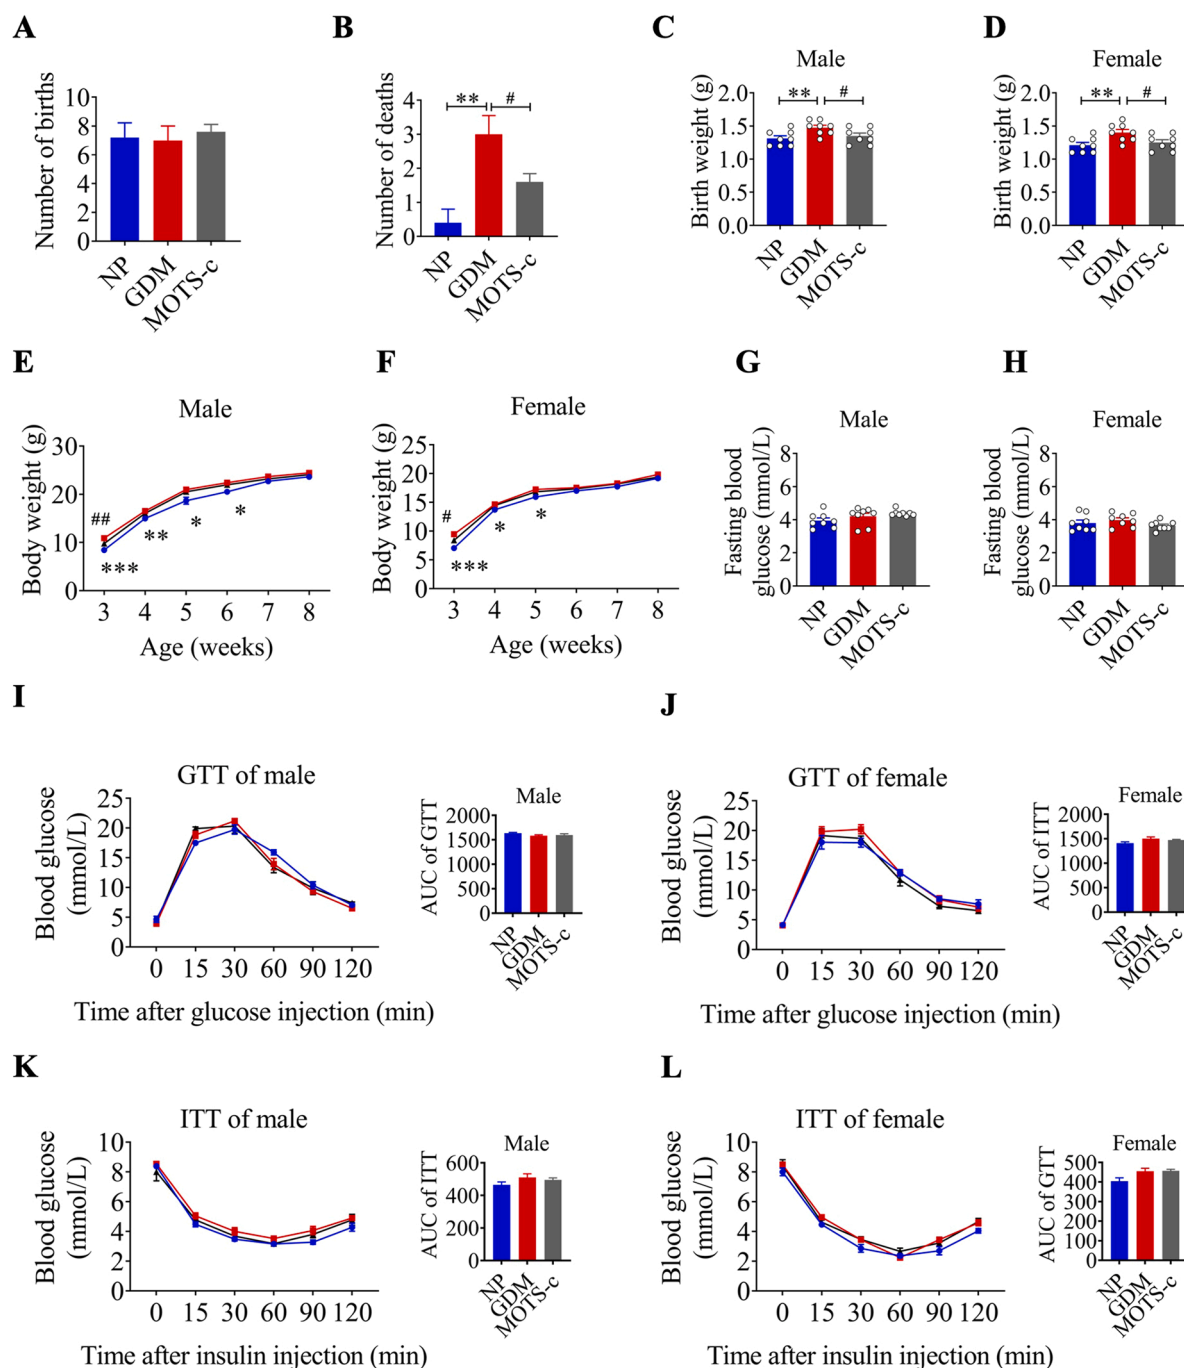 A
Number of births
10
8
6
4
2
0
NP
GDM
MOTS-c
B
Number of deaths
4
3
2
1
0
**
#
NP
GDM
MOTS-c
C
Male
Birth weight (g)
2.0
1.5
1.0
0.5
0.0
**
#
NP
GDM
MOTS-c
D
Female
Birth weight (g)
2.0
1.5
1.0
0.5
0.0
**
#
NP
GDM
MOTS-c
E
Male
Body weight (g)
30
20
10
0
##
***
**
*
*
3 4 5 6 7 8
Age (weeks)
F
Female
Body weight (g)
25
20
15
10
5
0
#
***
*
*
3 4 5 6 7 8
Age (weeks)
G
Male
Fasting blood
glucose (mmol/L)
8
6
4
2
0
NP
GDM
MOTS-c
H
Female
Fasting blood
glucose (mmol/L)
8
6
4
2
0
NP
GDM
MOTS-c
I
GTT of male
Blood glucose
(mmol/L)
25
20
15
10
5
0
0 15 30 60 90 120
Time after glucose injection (min)
Male
AUC of GTT
2000
1500
1000
500
0
NP
GDM
MOTS-c
J
GTT of female
Blood glucose
(mmol/L)
25
20
15
10
5
0
0 15 30 60 90 120
Time after glucose injection (min)
Female
AUC of ITT
2000
1500
1000
500
0
NP
GDM
MOTS-c
K
ITT of male
Blood glucose
(mmol/L)
10
8
6
4
2
0
0 15 30 60 90 120
Time after insulin injection (min)
Male
AUC of ITT
600
400
200
0
NP
GDM
MOTS-c
L
ITT of female
Blood glucose
(mmol/L)
10
8
6
4
2
0
0 15 30 60 90 120
Time after insulin injection (min)
Female
AUC of GTT
500
400
300
200
100
0
NP
GDM
MOTS-c